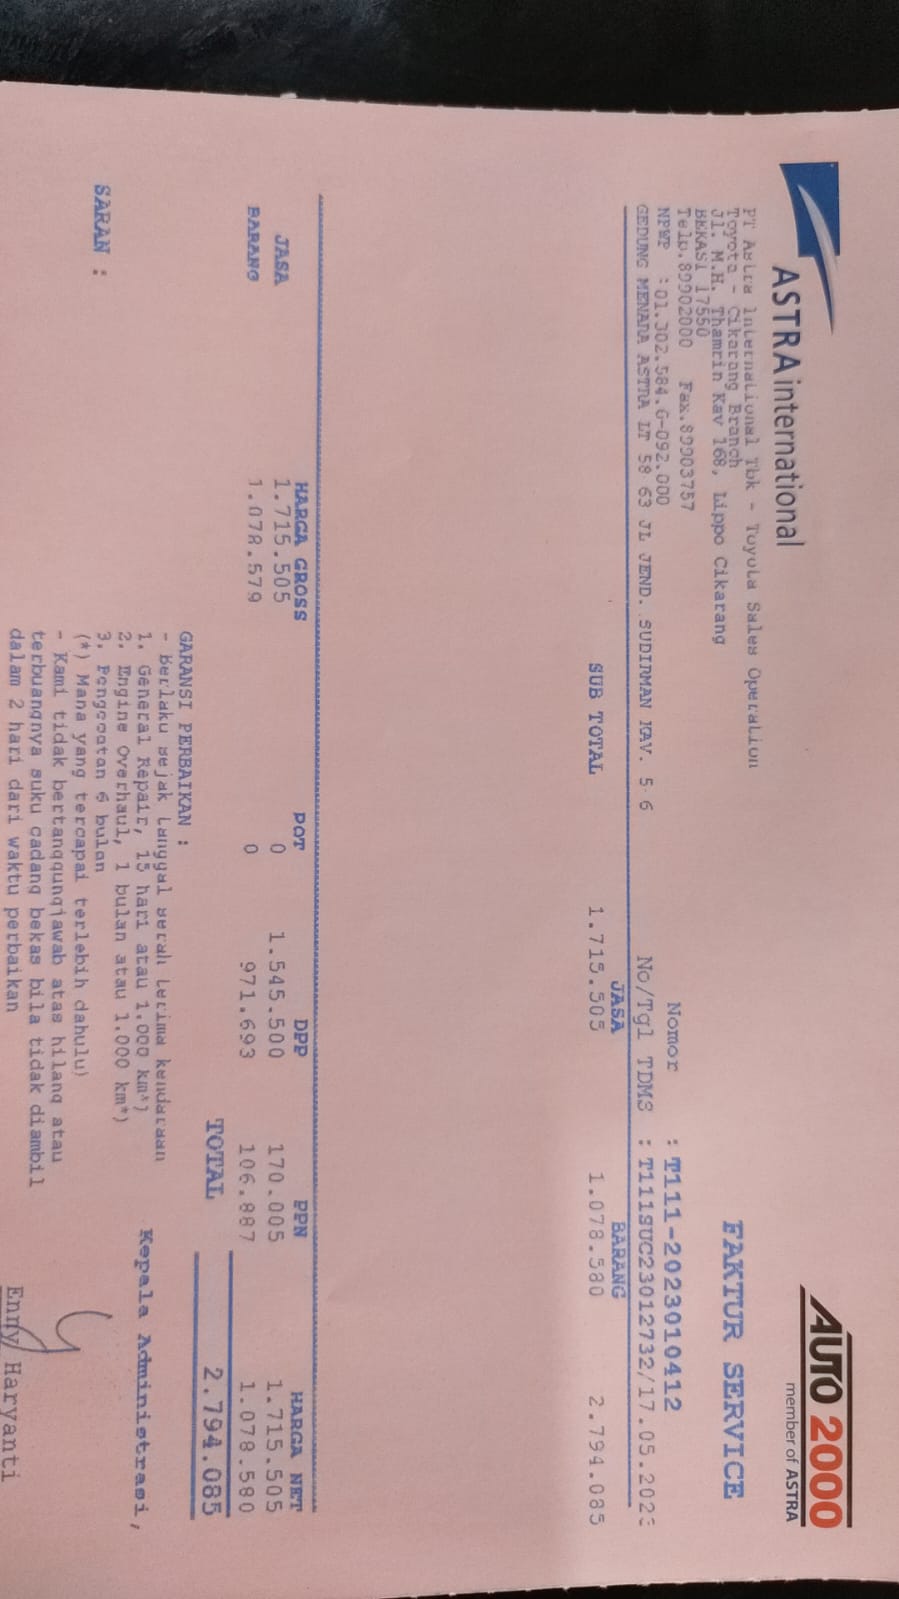 ASTRA international
AUTO 2000
member of ASTRA
PT Astra International Tbk - Toyota Sales Operation
Toyota - Cikarang Branch
Jl. M.H. Thamrin Kav 168, Lippo Cikarang
BEKASI 17550
Telp.89902000 Fax.89903757
NPWP :01.302.584.6-092.000
GEDUNG MENARA ASTRA LT 58 63 JL JEND. SUDIRMAN KAV. 5 6
FAKTUR SERVICE
Nomor : T111-2023010412
No/Tgl TDMS : T111SUC23012732/17.05.2023
JASA BARANG
SUB TOTAL 1.715.505 1.078.580 2.794.085
HARGA GROSS POT DPP PPN HARGA NET
JASA 1.715.505 0 1.545.500 170.005 1.715.505
BARANG 1.078.579 0 971.693 106.887 1.078.580
TOTAL 2.794.085
GARANSI PERBAIKAN :
- Berlaku sejak tanggal serah terima kendaraan
1. General Repair, 15 hari atau 1.000 km*)
2. Engine Overhaul, 1 bulan atau 1.000 km*)
3. Pengecatan 6 bulan
(*) Mana yang tercapai terlebih dahulu)
- Kami tidak bertanggungjawab atas hilang atau
terbuangnya suku cadang bekas bila tidak diambil
dalam 2 hari dari waktu perbaikan
Kepala Administrasi,
Enny Haryanti
SARAN :